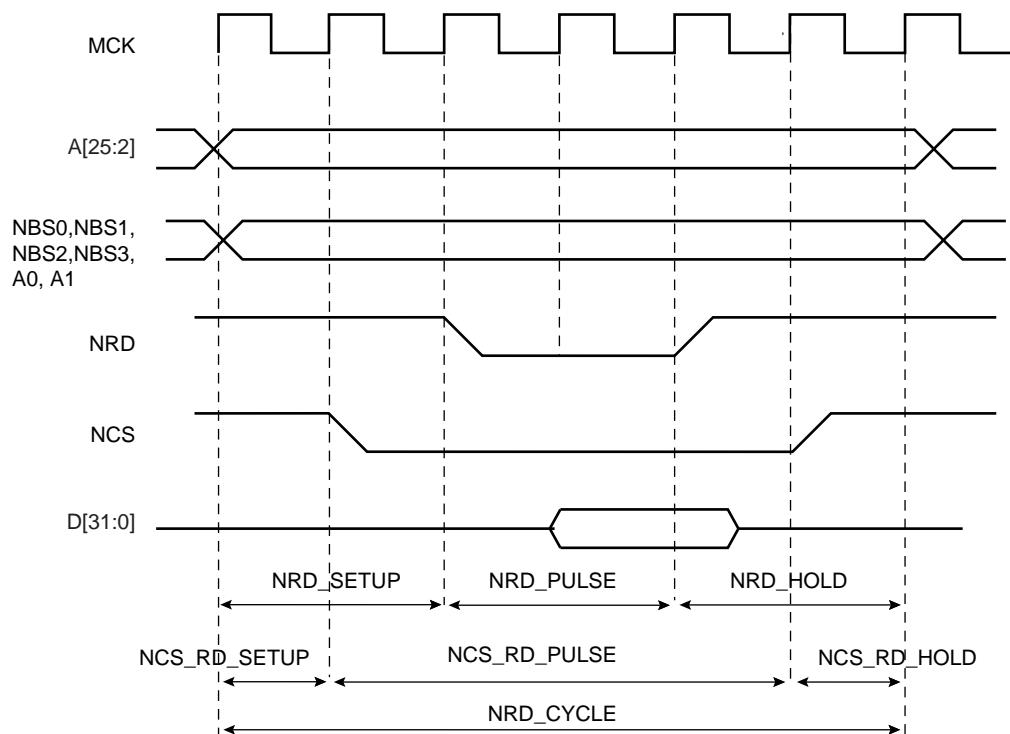 MCK
A[25:2]
NBS0,NBS1,
NBS2,NBS3,
A0, A1
NRD
NCS
D[31:0]
NRD_SETUP NRD_PULSE NRD_HOLD
NCS_RD_SETUP NCS_RD_PULSE NCS_RD_HOLD
NRD_CYCLE